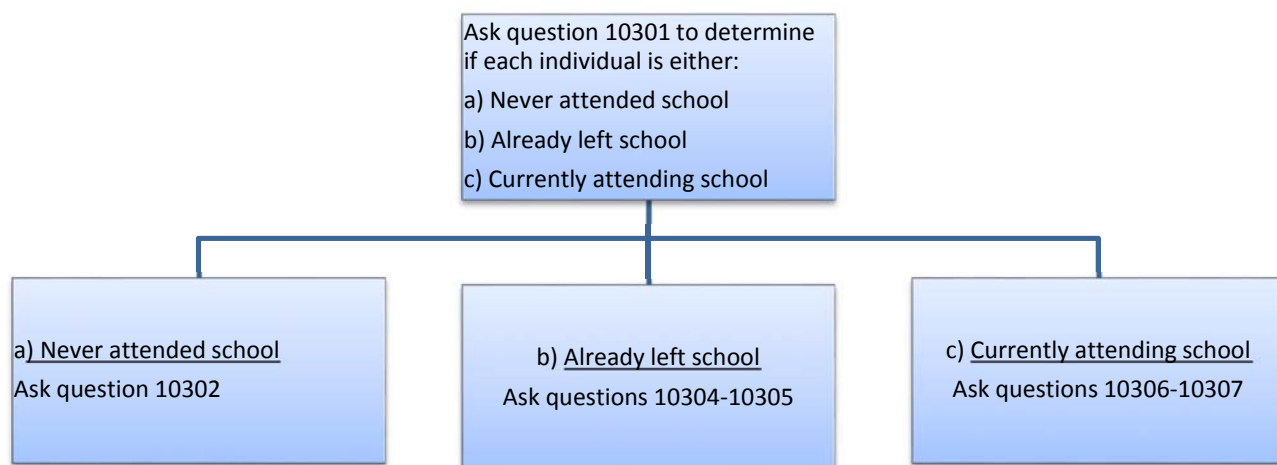 Ask question 10301 to determine
if each individual is either:
a) Never attended school
b) Already left school
c) Currently attending school
a) Never attended school
Ask question 10302
b) Already left school
Ask questions 10304-10305
c) Currently attending school
Ask questions 10306-10307